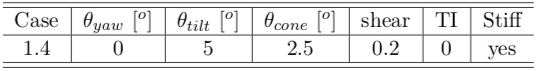 Case θyaw [o] θtilt [o] θcone [o] shear TI Stiff
1.4 0 5 2.5 0.2 0 yes